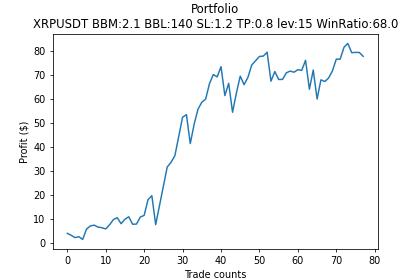 Portfolio
XRPUSDT BBM:2.1 BBL:140 SL:1.2 TP:0.8 lev:15 WinRatio:68.0
80
70
60
50
40
30
20
10
0
Profit ($)
0 10 20 30 40 50 60 70 80
Trade counts